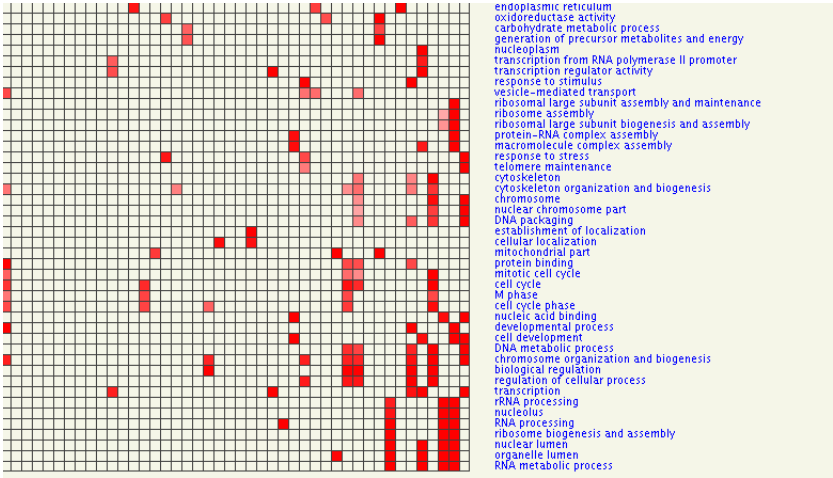 endoplasmic reticulum
oxidoreductase activity
carbohydrate metabolic process
generation of precursor metabolites and energy
nucleoplasm
transcription from RNA polymerase II promoter
transcription regulator activity
response to stimulus
vesicle-mediated transport
ribosomal large subunit assembly and maintenance
ribosome assembly
ribosomal large subunit biogenesis and assembly
protein-RNA complex assembly
macromolecule complex assembly
response to stress
telomere maintenance
cytoskeleton
cytoskeleton organization and biogenesis
chromosome
nuclear chromosome part
DNA packaging
establishment of localization
cellular localization
mitochondrial part
protein binding
mitotic cell cycle
cell cycle
M phase
cell cycle phase
nucleic acid binding
developmental process
cell development
DNA metabolic process
chromosome organization and biogenesis
biological regulation
regulation of cellular process
transcription
rRNA processing
nucleolus
RNA processing
ribosome biogenesis and assembly
nuclear lumen
organelle lumen
RNA metabolic process